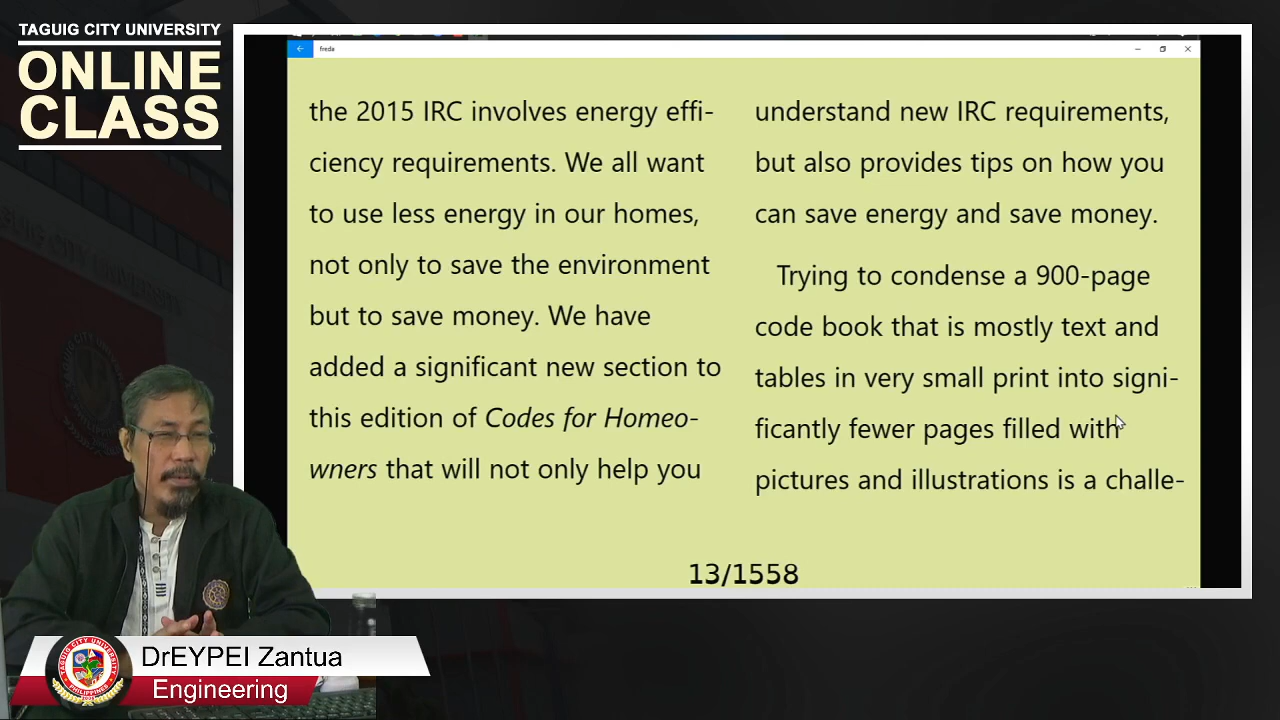 TAGUIG CITY UNIVERSITY
ONLINE
CLASS
freda
the 2015 IRC involves energy effi-
ciency requirements. We all want
to use less energy in our homes,
not only to save the environment
but to save money. We have
added a significant new section to
this edition of Codes for Homeo-
wners that will not only help you
understand new IRC requirements,
but also provides tips on how you
can save energy and save money.
Trying to condense a 900-page
code book that is mostly text and
tables in very small print into signi-
ficantly fewer pages filled with
pictures and illustrations is a challe-
13/1558
DrEYPEI Zantua
Engineering